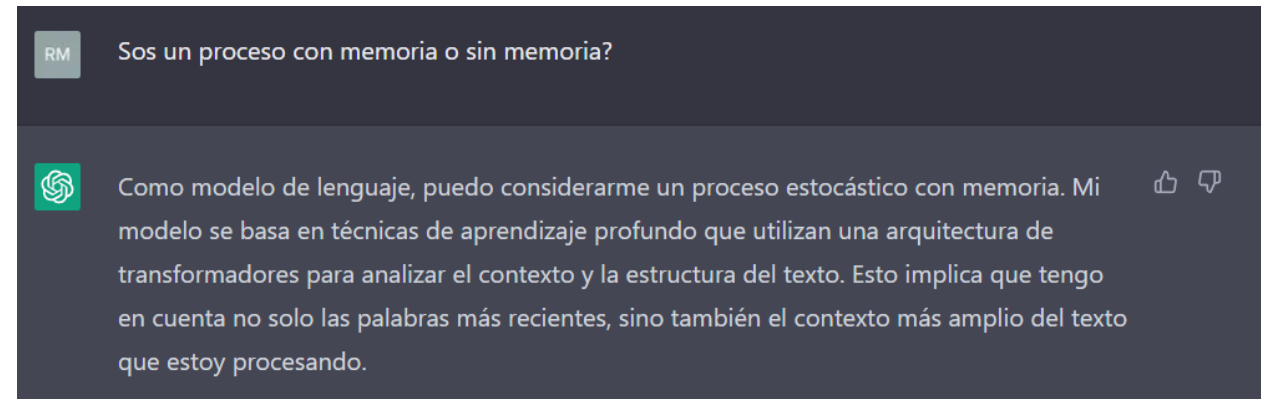 RM
Sos un proceso con memoria o sin memoria?
Como modelo de lenguaje, puedo considerarme un proceso estocástico con memoria. Mi
modelo se basa en técnicas de aprendizaje profundo que utilizan una arquitectura de
transformadores para analizar el contexto y la estructura del texto. Esto implica que tengo
en cuenta no solo las palabras más recientes, sino también el contexto más amplio del texto
que estoy procesando.